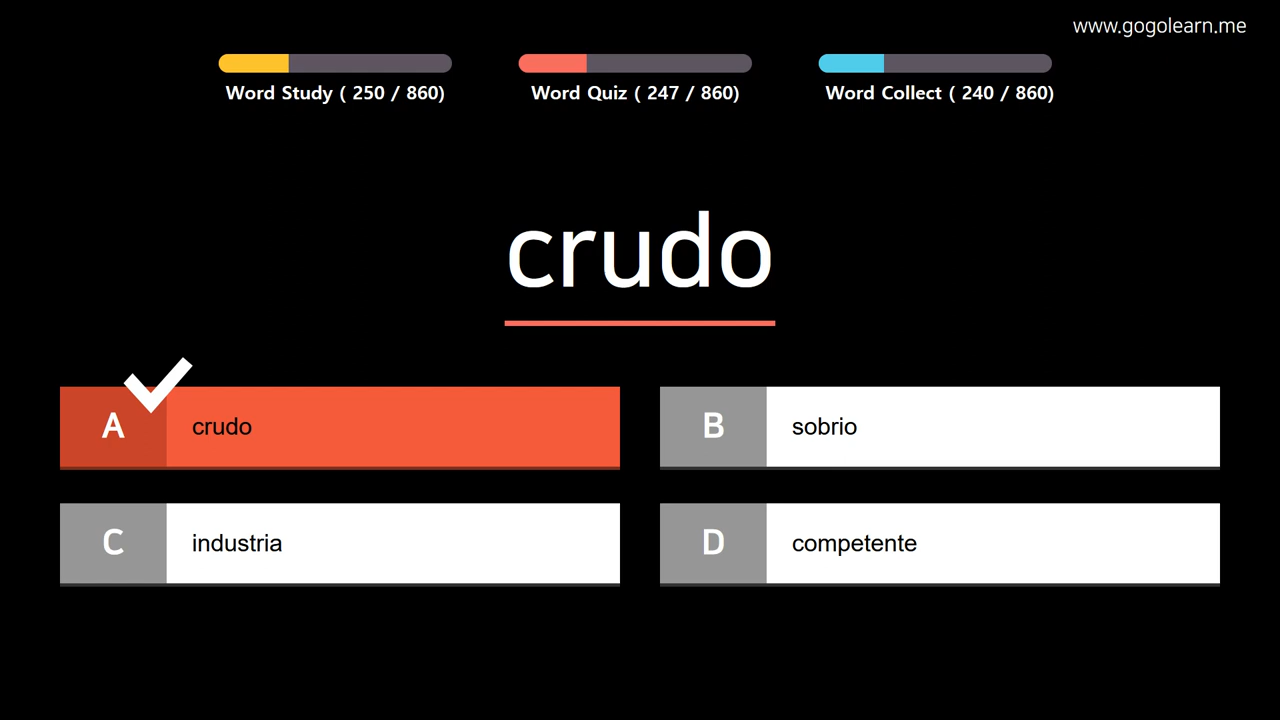 www.gogolearn.me
Word Study ( 250 / 860)
Word Quiz ( 247 / 860)
Word Collect ( 240 / 860)
crudo
A crudo
B sobrio
C industria
D competente